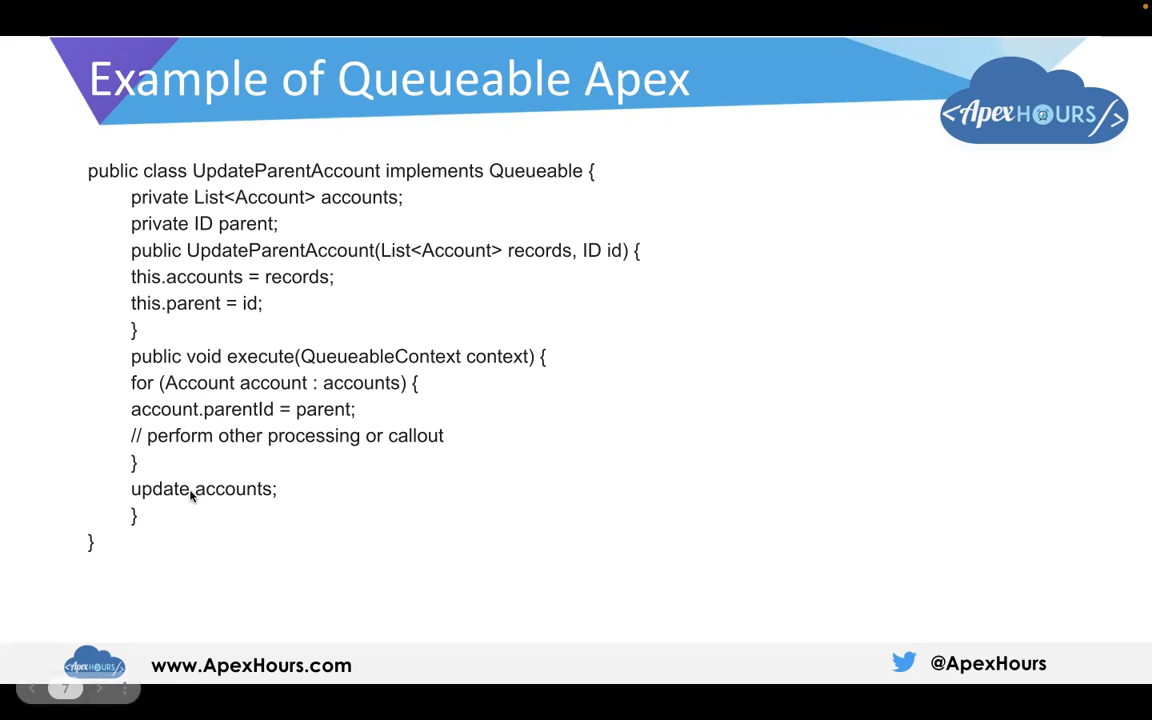 Example of Queueable Apex
<ApexHOURS/>
public class UpdateParentAccount implements Queueable {
private List<Account> accounts;
private ID parent;
public UpdateParentAccount(List<Account> records, ID id) {
this.accounts = records;
this.parent = id;
}
public void execute(QueueableContext context) {
for (Account account : accounts) {
account.parentId = parent;
// perform other processing or callout
}
update accounts;
}
}
<ApexHOURS/>
www.ApexHours.com
@ApexHours
7